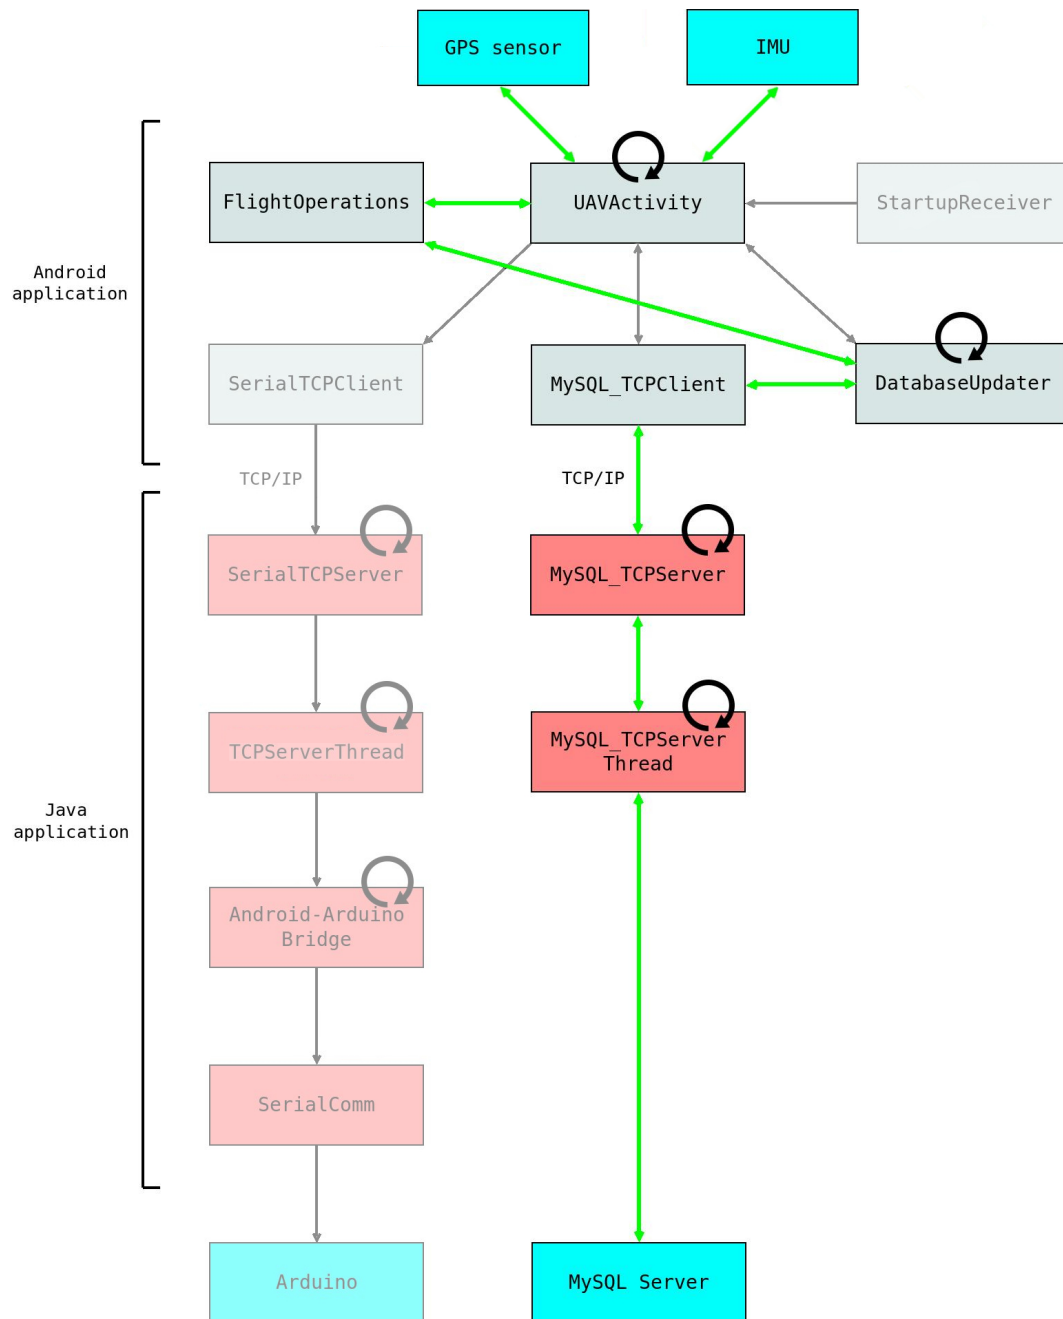 GPS sensor
IMU
FlightOperations
UAVActivity
StartupReceiver
Android
application
SerialTCPClient
MySQL_TCPClient
DatabaseUpdater
TCP/IP
TCP/IP
SerialTCPServer
MySQL_TCPServer
TCPServerThread
MySQL_TCPServer
Thread
Java
application
Android-Arduino
Bridge
SerialComm
Arduino
MySQL Server